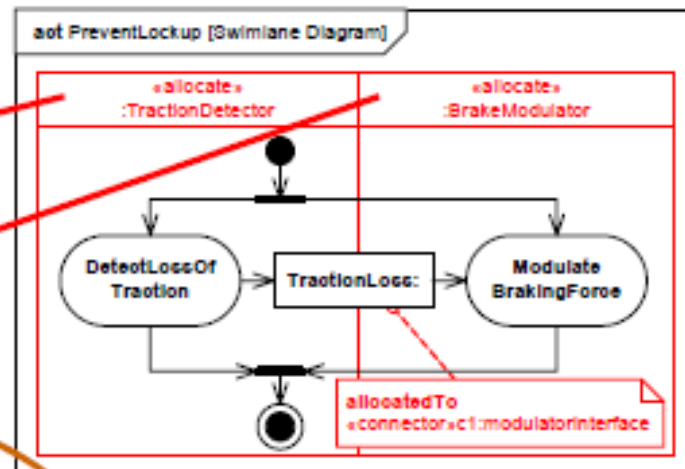 act PreventLockup [Swimlane Diagram]
«allocate»
:TractionDetector
«allocate»
:BrakeModulator
DetectLossOf
Traction
TractionLoss:
Modulate
BrakingForce
allocatedTo
«connector»c1:modulatorInterface